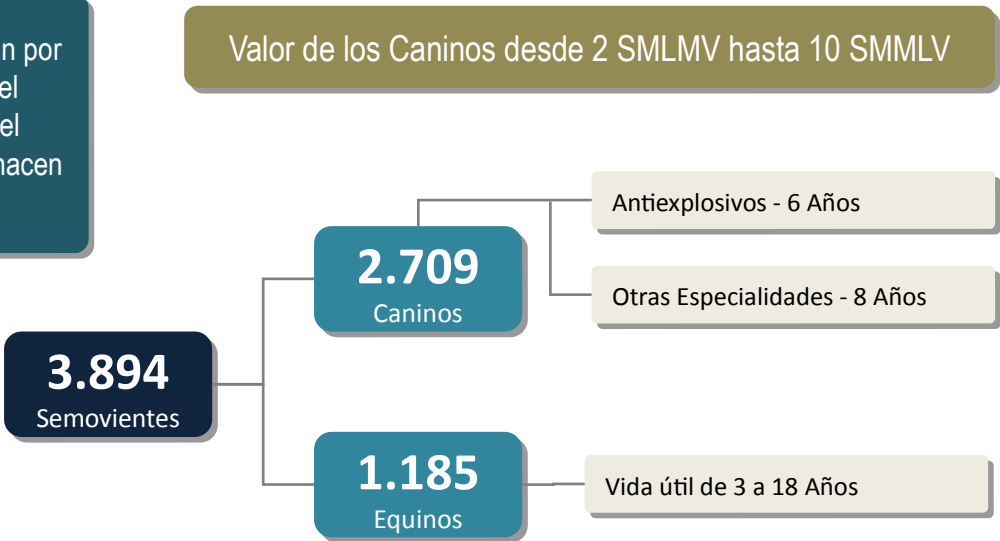 n por
el
el
nacen
Valor de los Caninos desde 2 SMLMV hasta 10 SMMLV
Antiexplosivos - 6 Años
2.709
Caninos
Otras Especialidades - 8 Años
3.894
Semovientes
1.185
Equinos
Vida útil de 3 a 18 Años